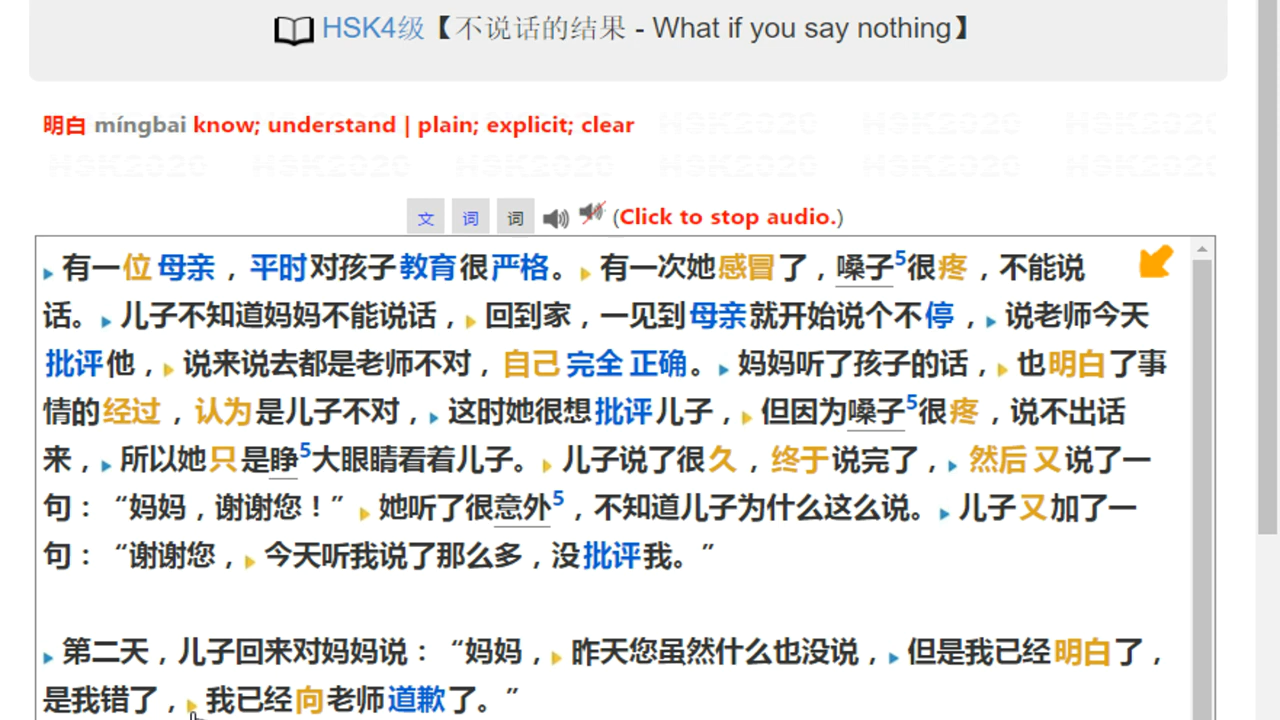 HSK4级【不说话的结果 - What if you say nothing】
明白 míngbai know; understand | plain; explicit; clear
HSK2020 HSK2020 HSK2020
HSK2020 HSK2020 HSK2020 HSK2020 HSK2020 HSK2020
文 词 词 (Click to stop audio.)
有一位母亲，平时对孩子教育很严格。有一次她感冒了，嗓子5很疼，不能说
话。儿子不知道妈妈不能说话，回到家，一见到母亲就开始说个不停，说老师今天
批评他，说来说去都是老师不对，自己完全正确。妈妈听了孩子的话，也明白了事
情的经过，认为是儿子不对，这时她很想批评儿子，但因为嗓子5很疼，说不出话
来，所以她只是睁5大眼睛看着儿子。儿子说了很久，终于说完了，然后又说了一
句：“妈妈，谢谢您！”她听了很意外5，不知道儿子为什么这么说。儿子又加了一
句：“谢谢您，今天听我说了那么多，没批评我。”
第二天，儿子回来对妈妈说：“妈妈，昨天您虽然什么也没说，但是我已经明白了，
是我错了，我已经向老师道歉了。”